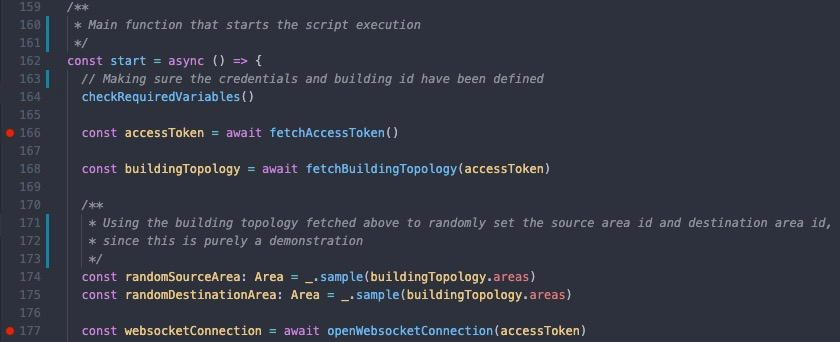 159 /**
160 * Main function that starts the script execution
161 */
162 const start = async () => {
163 // Making sure the credentials and building id have been defined
164 checkRequiredVariables()
165
166 const accessToken = await fetchAccessToken()
167
168 const buildingTopology = await fetchBuildingTopology(accessToken)
169
170 /**
171 * Using the building topology fetched above to randomly set the source area id and destination area id,
172 * since this is purely a demonstration
173 */
174 const randomSourceArea: Area = _.sample(buildingTopology.areas)
175 const randomDestinationArea: Area = _.sample(buildingTopology.areas)
176
177 const websocketConnection = await openWebsocketConnection(accessToken)